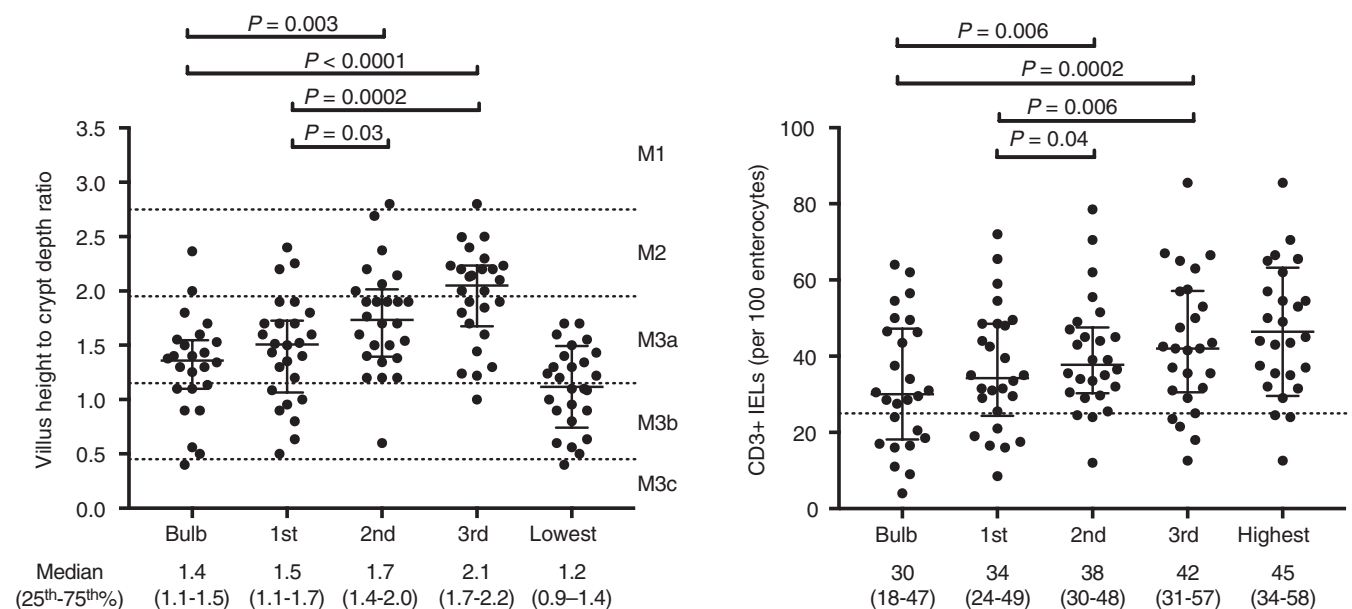 P = 0.003
P < 0.0001
P = 0.0002
P = 0.03
Villus height to crypt depth ratio
3.5
3.0
2.5
2.0
1.5
1.0
0.5
0.0
M1
M2
M3a
M3b
M3c
Bulb 1st 2nd 3rd Lowest
Median 1.4 1.5 1.7 2.1 1.2
(25th-75th%) (1.1-1.5) (1.1-1.7) (1.4-2.0) (1.7-2.2) (0.9–1.4)
P = 0.006
P = 0.0002
P = 0.006
P = 0.04
CD3+ IELs (per 100 enterocytes)
100
80
60
40
20
0
Bulb 1st 2nd 3rd Highest
30 34 38 42 45
(18-47) (24-49) (30-48) (31-57) (34-58)